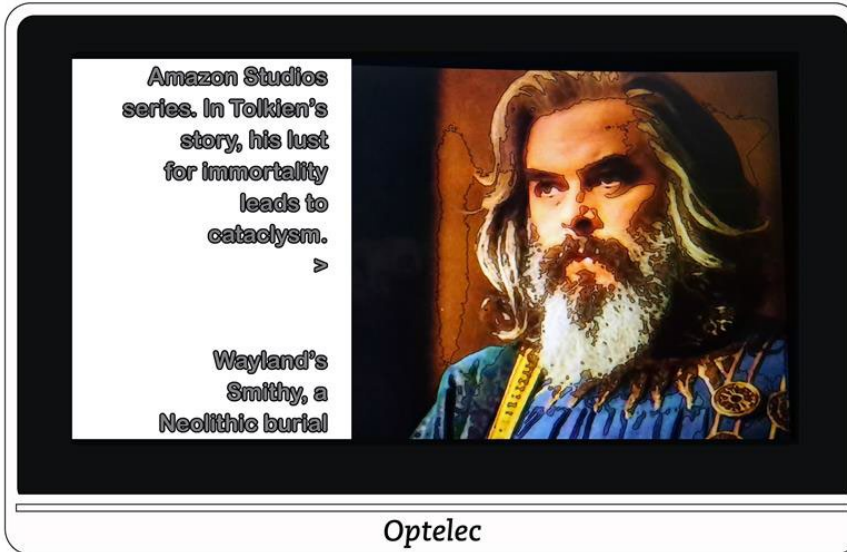 Amazon Studios
series. In Tolkien’s
story, his lust
for immortality
leads to
cataclysm.
>
Wayland’s
Smithy, a
Neolithic burial
Optelec